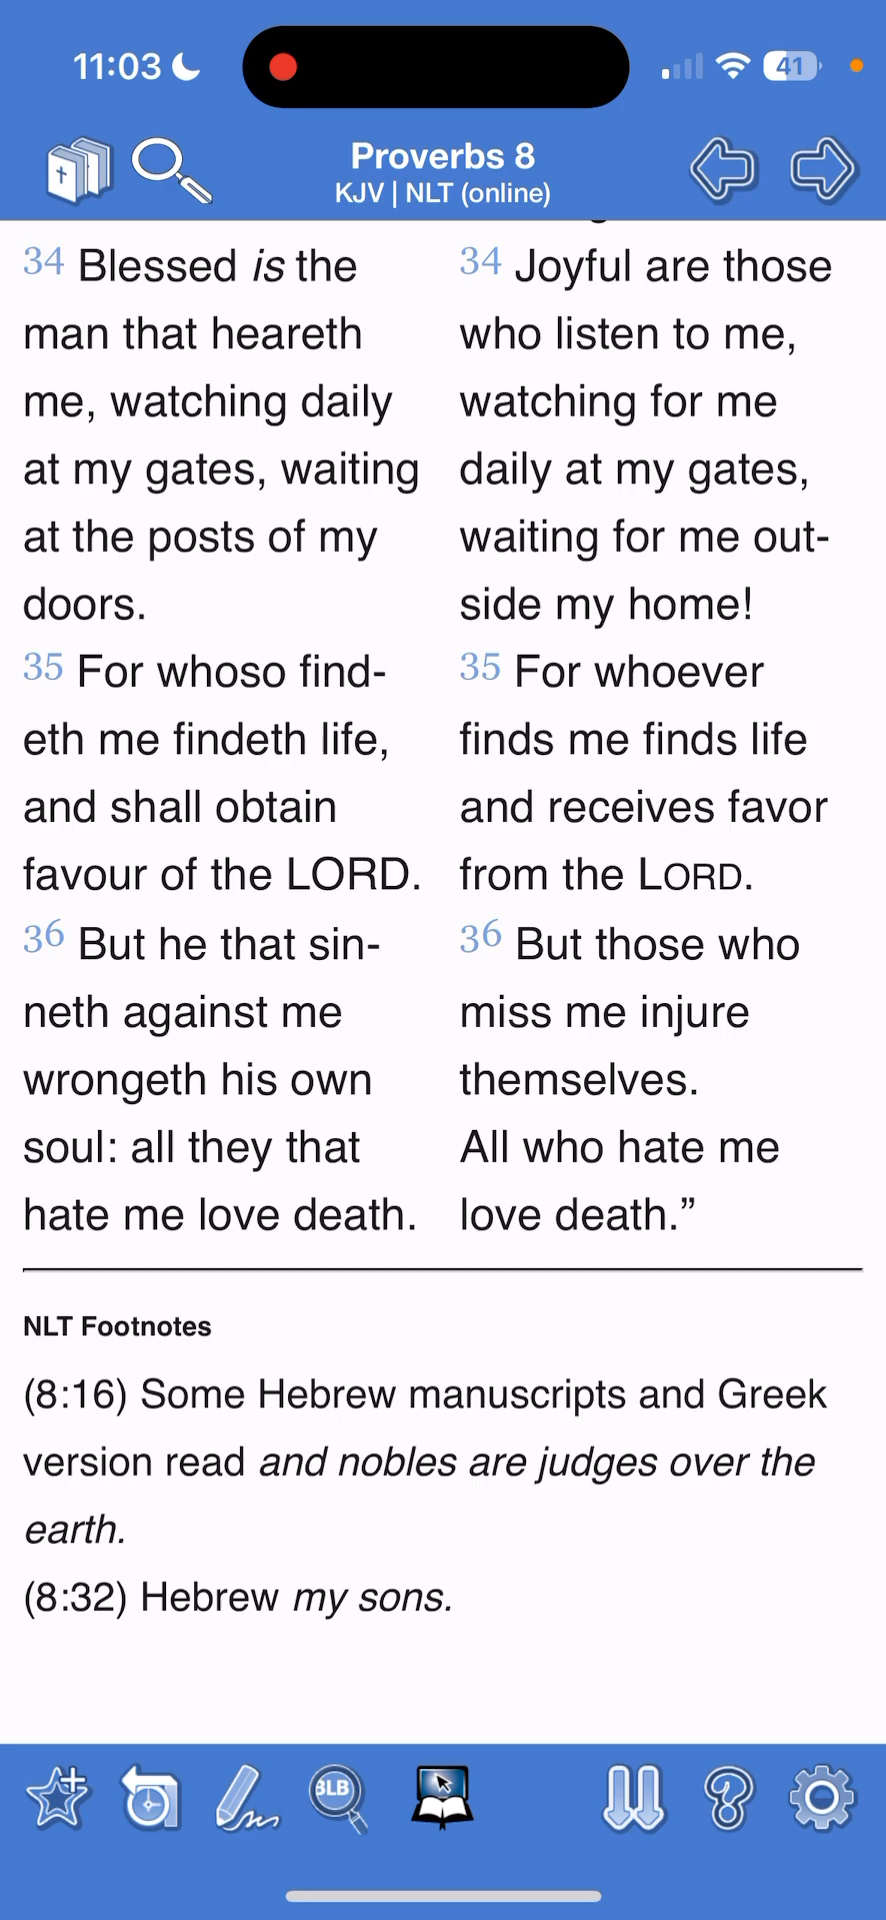 11:03
41
Proverbs 8
KJV | NLT (online)
34 Blessed is the
man that heareth
me, watching daily
at my gates, waiting
at the posts of my
doors.
35 For whoso find-
eth me findeth life,
and shall obtain
favour of the LORD.
36 But he that sin-
neth against me
wrongeth his own
soul: all they that
hate me love death.
34 Joyful are those
who listen to me,
watching for me
daily at my gates,
waiting for me out-
side my home!
35 For whoever
finds me finds life
and receives favor
from the LORD.
36 But those who
miss me injure
themselves.
All who hate me
love death.”
NLT Footnotes
(8:16) Some Hebrew manuscripts and Greek
version read and nobles are judges over the
earth.
(8:32) Hebrew my sons.
BLB